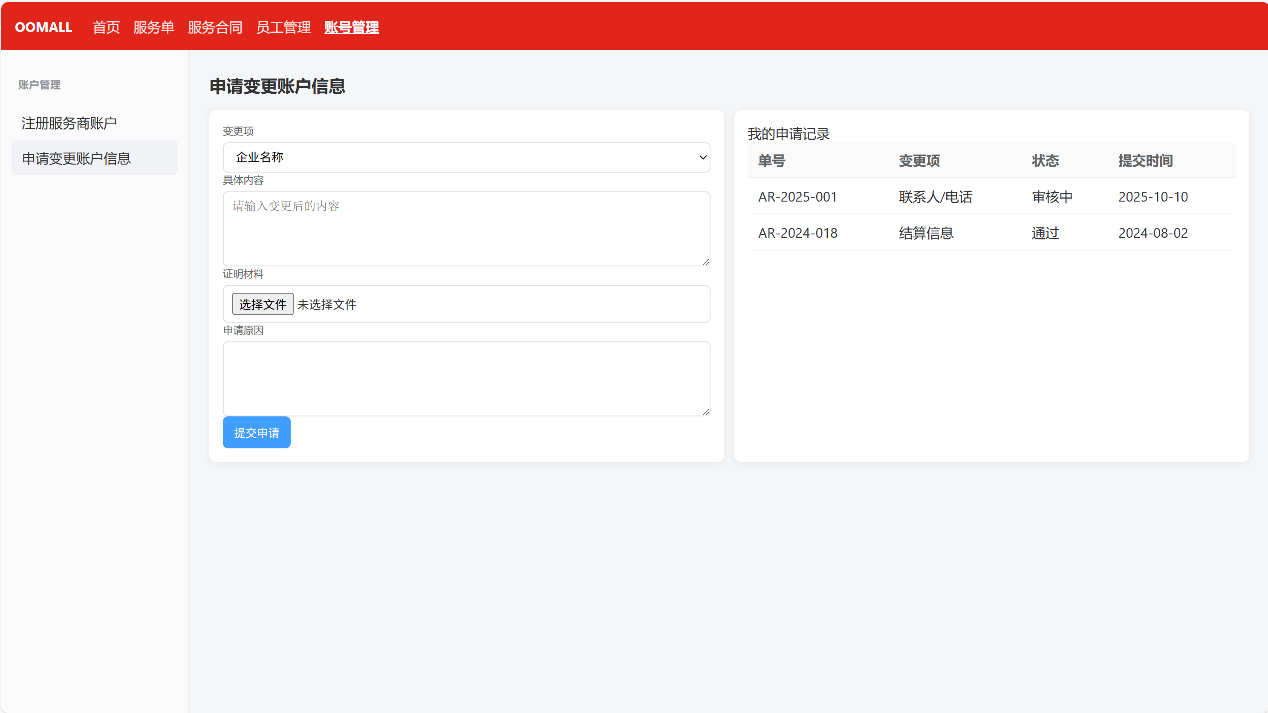 OOMALL 首页 服务单 服务合同 员工管理 账号管理
账户管理
注册服务商账户
申请变更账户信息
申请变更账户信息
变更项
企业名称
具体内容
请输入变更后的内容
证明材料
选择文件 未选择文件
申请原因
提交申请
我的申请记录
单号 变更项 状态 提交时间
AR-2025-001 联系人/电话 审核中 2025-10-10
AR-2024-018 结算信息 通过 2024-08-02